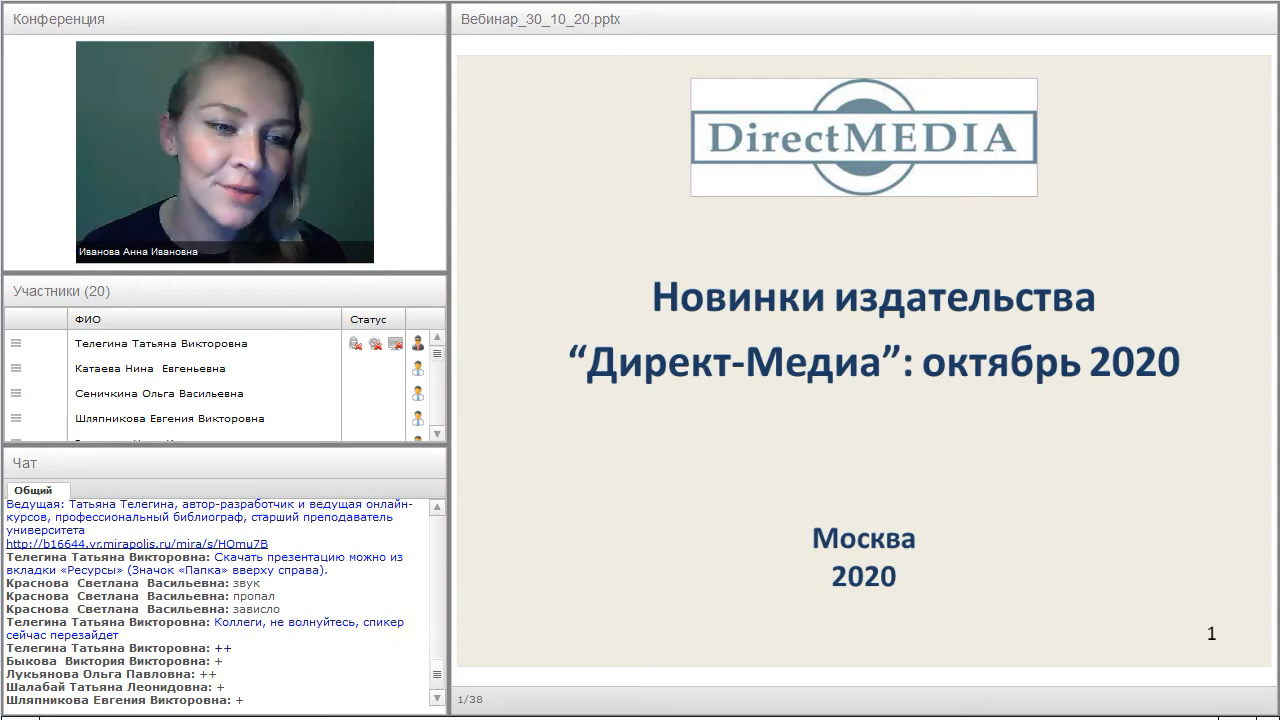 Конференция
Иванова Анна Ивановна
Участники (20)
ФИО
Статус
Телегина Татьяна Викторовна
Катаева Нина Евгеньевна
Сеничкина Ольга Васильевна
Шляпникова Евгения Викторовна
Чат
Общий
Ведущая: Татьяна Телегина, автор-разработчик и ведущая онлайн-
курсов, профессиональный библиограф, старший преподаватель
университета
http://b16644.vr.mirapolis.ru/mira/s/HOmu7B
Телегина Татьяна Викторовна: Скачать презентацию можно из
вкладки «Ресурсы» (Значок «Папка» вверху справа).
Краснова Светлана Васильевна: звук
Краснова Светлана Васильевна: пропал
Краснова Светлана Васильевна: зависло
Телегина Татьяна Викторовна: Коллеги, не волнуйтесь, спикер
сейчас перезайдет
Телегина Татьяна Викторовна: ++
Быкова Виктория Викторовна: +
Лукьянова Ольга Павловна: ++
Шалабай Татьяна Леонидовна: +
Шляпникова Евгения Викторовна: +
Вебинар_30_10_20.pptx
DirectMEDIA
Новинки издательства
“Директ-Медиа”: октябрь 2020
Москва
2020
1
1/38